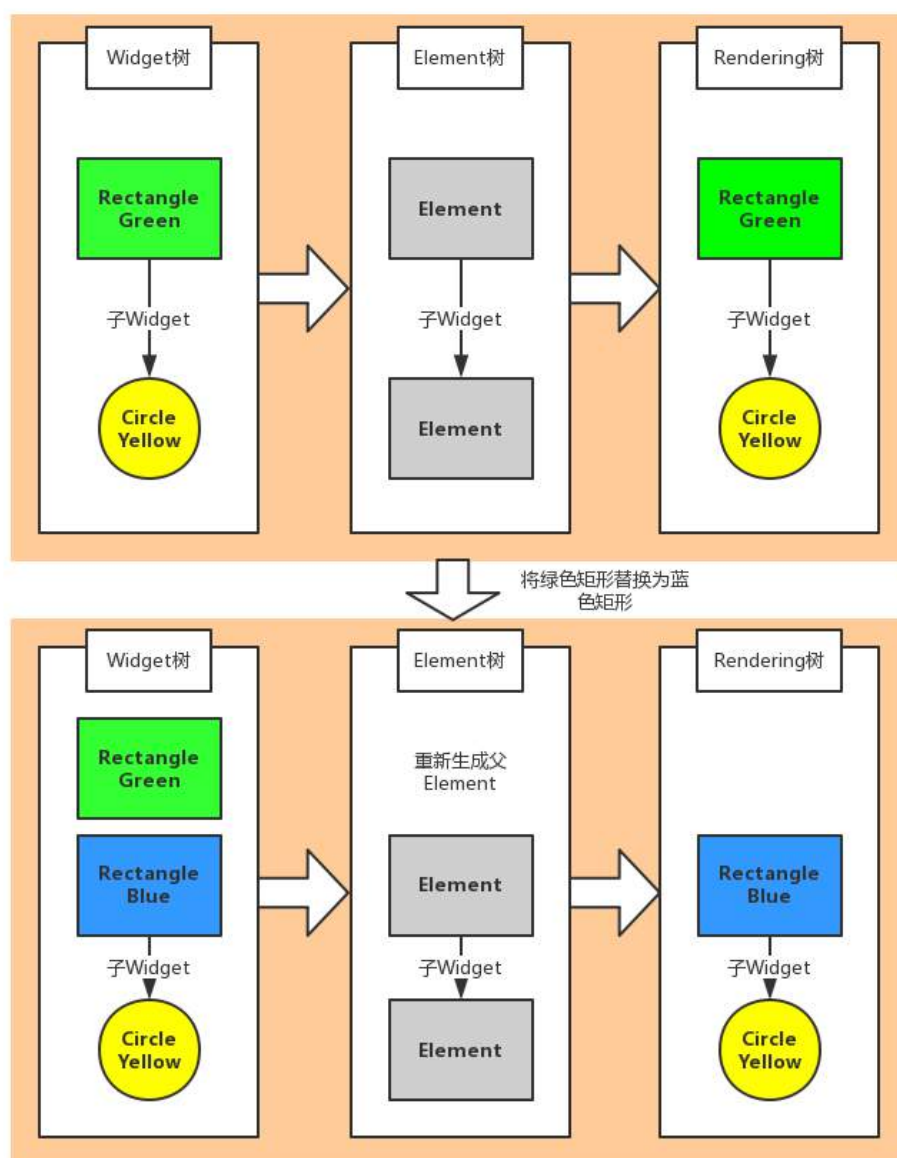 Widget树
Element树
Rendering树
Rectangle
Green
Element
Rectangle
Green
子Widget
子Widget
子Widget
Circle
Yellow
Element
Circle
Yellow
将绿色矩形替换为蓝
色矩形
Widget树
Element树
Rendering树
Rectangle
Green
重新生成父
Element
Rectangle
Blue
Element
Rectangle
Blue
子Widget
子Widget
子Widget
Circle
Yellow
Element
Circle
Yellow